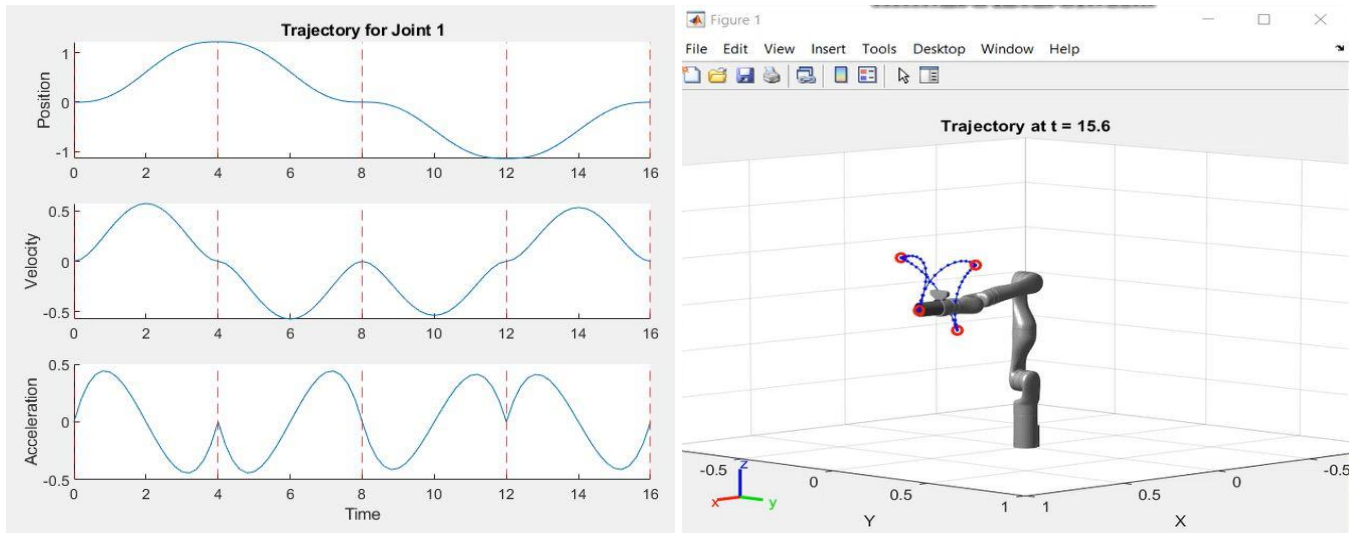 Trajectory for Joint 1
Position
1
0
-1
0 2 4 6 8 10 12 14 16
Velocity
0.5
0
-0.5
0 2 4 6 8 10 12 14 16
Acceleration
0.5
0
-0.5
0 2 4 6 8 10 12 14 16
Time
Figure 1
File Edit View Insert Tools Desktop Window Help
Trajectory at t = 15.6
-0.5 0 0.5 1
Y
1 0.5 0 -0.5
X
z
x
y